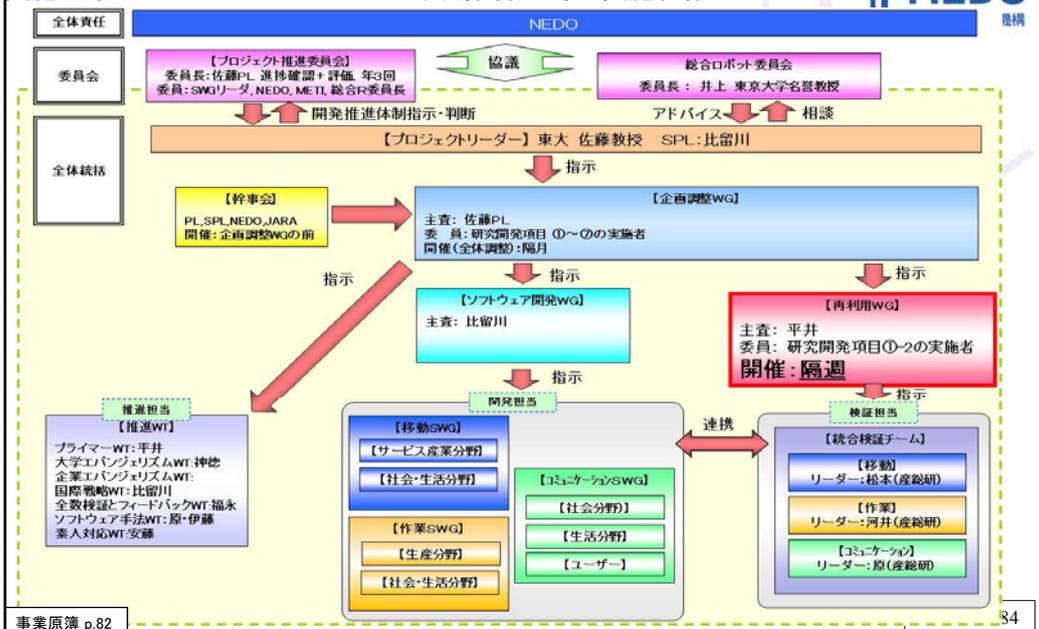 NEDO
機構
全体責任
NEDO
委員会
【プロジェクト推進委員会】
委員長:佐藤PL 進捗確認+評価 年3回
委員:SWGリーダ,NEDO, METI, 総合R委員長
協議
総合ロボット委員会
委員長: 井上 東京大学名誉教授
開発推進体制指示・判断
アドバイス
相談
全体統括
【プロジェクトリーダー】東大 佐藤教授 SPL:比留川
指示
【幹事会】
PL,SPL,NEDO,JARA
開催:企画調整WGの前
【企画調整WG】
主査: 佐藤PL
委 員:研究開発項目 ①～⑦の実施者
開催(全体調整):隔月
指示
指示
指示
【ソフトウェア開発WG】
主査: 比留川
【再利用WG】
主査: 平井
委員: 研究開発項目①-2の実施者
開催:隔週
指示
指示
推進担当
【推進WT】
プライマーWT:平井
大学エバンジェリズムWT:神徳
企業エバンジェリズムWT:
国際戦略WT:比留川
全数検証とフィードバックWT:福永
ソフトウェア手法WT:原・伊藤
素人対応WT:安藤
開発担当
【移動SWG】
【サービス産業分野】
【社会・生活分野】
【作業SWG】
【生産分野】
【社会・生活分野】
【コミュニケーションSWG】
【社会分野】]
【生活分野】
【ユーザー】
連携
検証担当
【統合検証チーム】
【移動】
リーダー:松本(産総研)
【作業】
リーダー:河井(産総研)
【コミュニケーション】
リーダー:原(産総研)
事業原簿 p.82
84